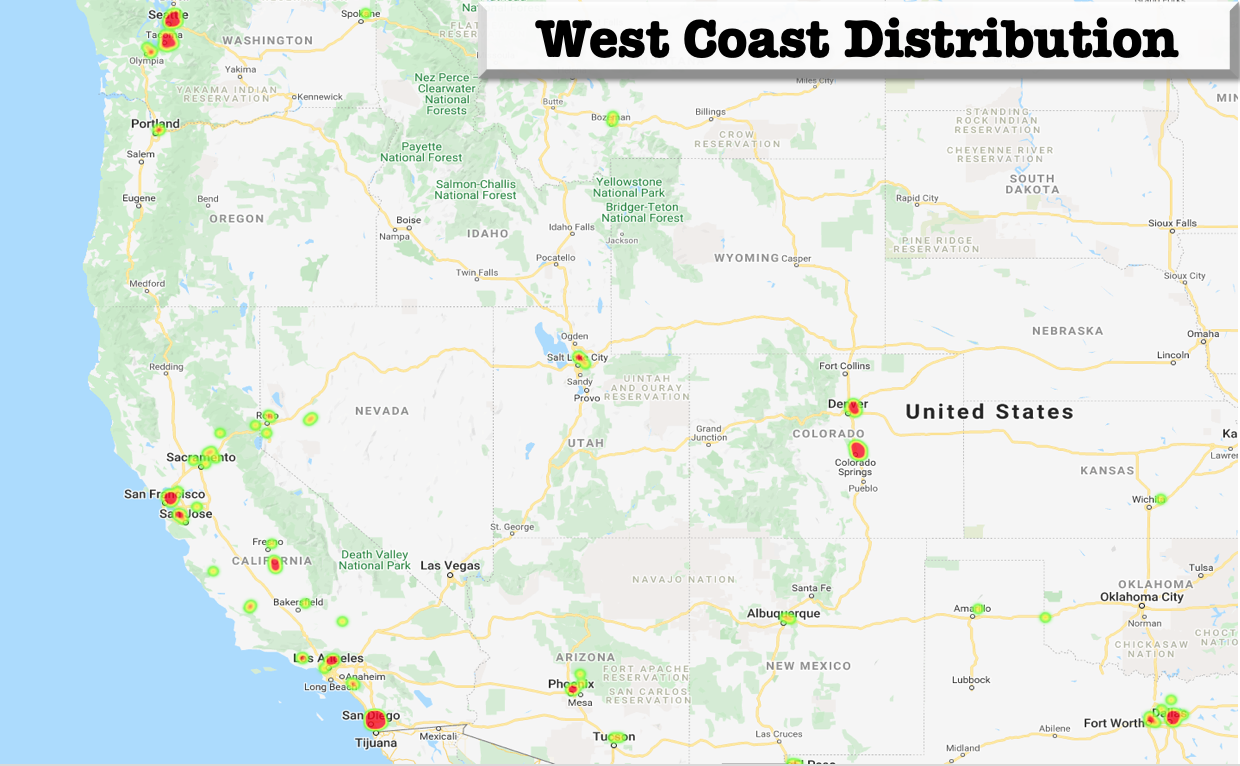 West Coast Distribution
Seattle
Tacoma
Olympia
Spokane
WASHINGTON
Yakima
YAKAMA INDIAN
RESERVATION
Kennewick
Nez Perce -
Clearwater
National
Forests
Butte
Bozeman
Billings
Miles City
CROW
RESERVATION
STANDING
ROCK INDIAN
RESERVATION
CHEYENNE RIVER
RESERVATION
SOUTH
DAKOTA
Portland
Salem
Eugene
Bend
OREGON
Payette
National Forest
Salmon-Challis
National Forest
Yellowstone
National Park
Bridger-Teton
National Forest
Jackson
Rapid City
PINE RIDGE
RESERVATION
Sioux Falls
Boise
Nampa
IDAHO
Idaho Falls
Pocatello
Twin Falls
WYOMING
Casper
Sioux City
Medford
NEBRASKA
Omaha
Lincoln
Ogden
Salt Lake City
Sandy
Provo
UINTAH
AND OURAY
RESERVATION
Fort Collins
Redding
NEVADA
Reno
Denver
United States
Grand
Junction
COLORADO
UTAH
Sacramento
Colorado
Springs
Pueblo
KANSAS
Wichita
San Francisco
San Jose
St. George
Fresno
CALIFORNIA
Death Valley
National Park
Las Vegas
NAVAJO NATION
Santa Fe
Albuquerque
Tulsa
OKLAHOMA
Oklahoma City
Norman
CHICKASAW
Amarillo
Bakersfield
Los Angeles
Anaheim
Long Beach
ARIZONA
FORT APACHE
RESERVATION
SAN CARLOS
RESERVATION
Phoenix
Mesa
NEW MEXICO
Lubbock
San Diego
Tijuana
Mexicali
Tucson
Las Cruces
El Paso
Midland
Abilene
Fort Worth
Dallas